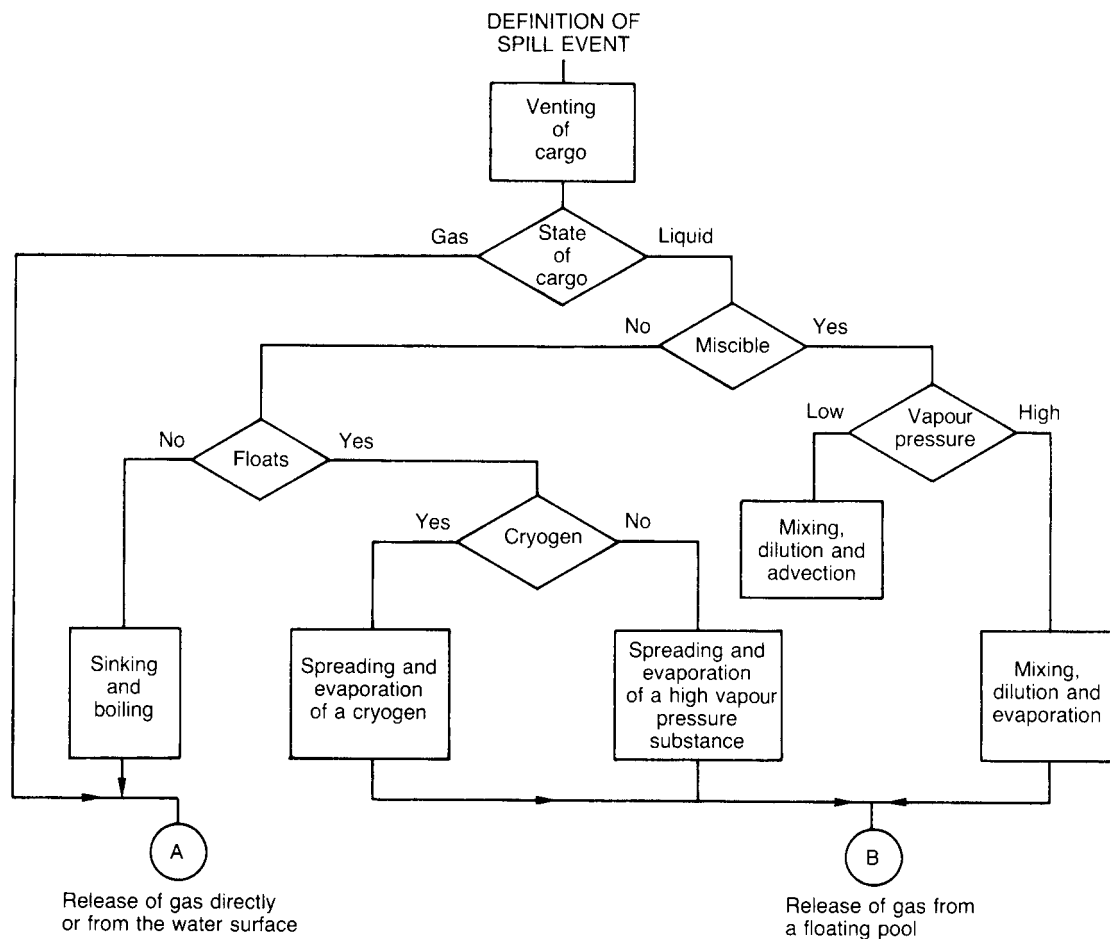 DEFINITION OF
SPILL EVENT
Venting
of
cargo
Gas
State
of
cargo
Liquid
No
Miscible
Yes
Low
Vapour
pressure
High
No
Floats
Yes
Yes
Cryogen
No
Mixing,
dilution and
advection
Sinking
and
boiling
Spreading and
evaporation
of a cryogen
Spreading and
evaporation
of a high vapour
pressure
substance
Mixing,
dilution and
evaporation
A
B
Release of gas directly
or from the water surface
Release of gas from
a floating pool